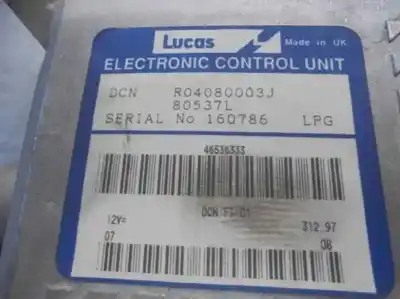 Lucas Made in UK
ELECTRONIC CONTROL UNIT
DCN R04080003J
80537L
SERIAL No 160786 LPG
46536333
12V= 312.97
07 08